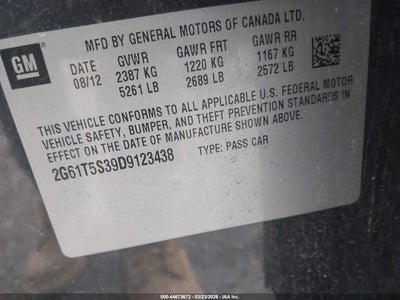 MFD BY GENERAL MOTORS OF CANADA LTD.
GM
DATE GVWR GAWR FRT GAWR RR
08/12 2387 KG 1220 KG 1167 KG
5261 LB 2689 LB 2572 LB
THIS VEHICLE CONFORMS TO ALL APPLICABLE U.S. FEDERAL MOTOR
VEHICLE SAFETY, BUMPER, AND THEFT PREVENTION STANDARDS IN
EFFECT ON THE DATE OF MANUFACTURE SHOWN ABOVE.
2G61T5S39D9123438 TYPE: PASS CAR
000-44673672 - 03/23/2026 - IAA Inc.